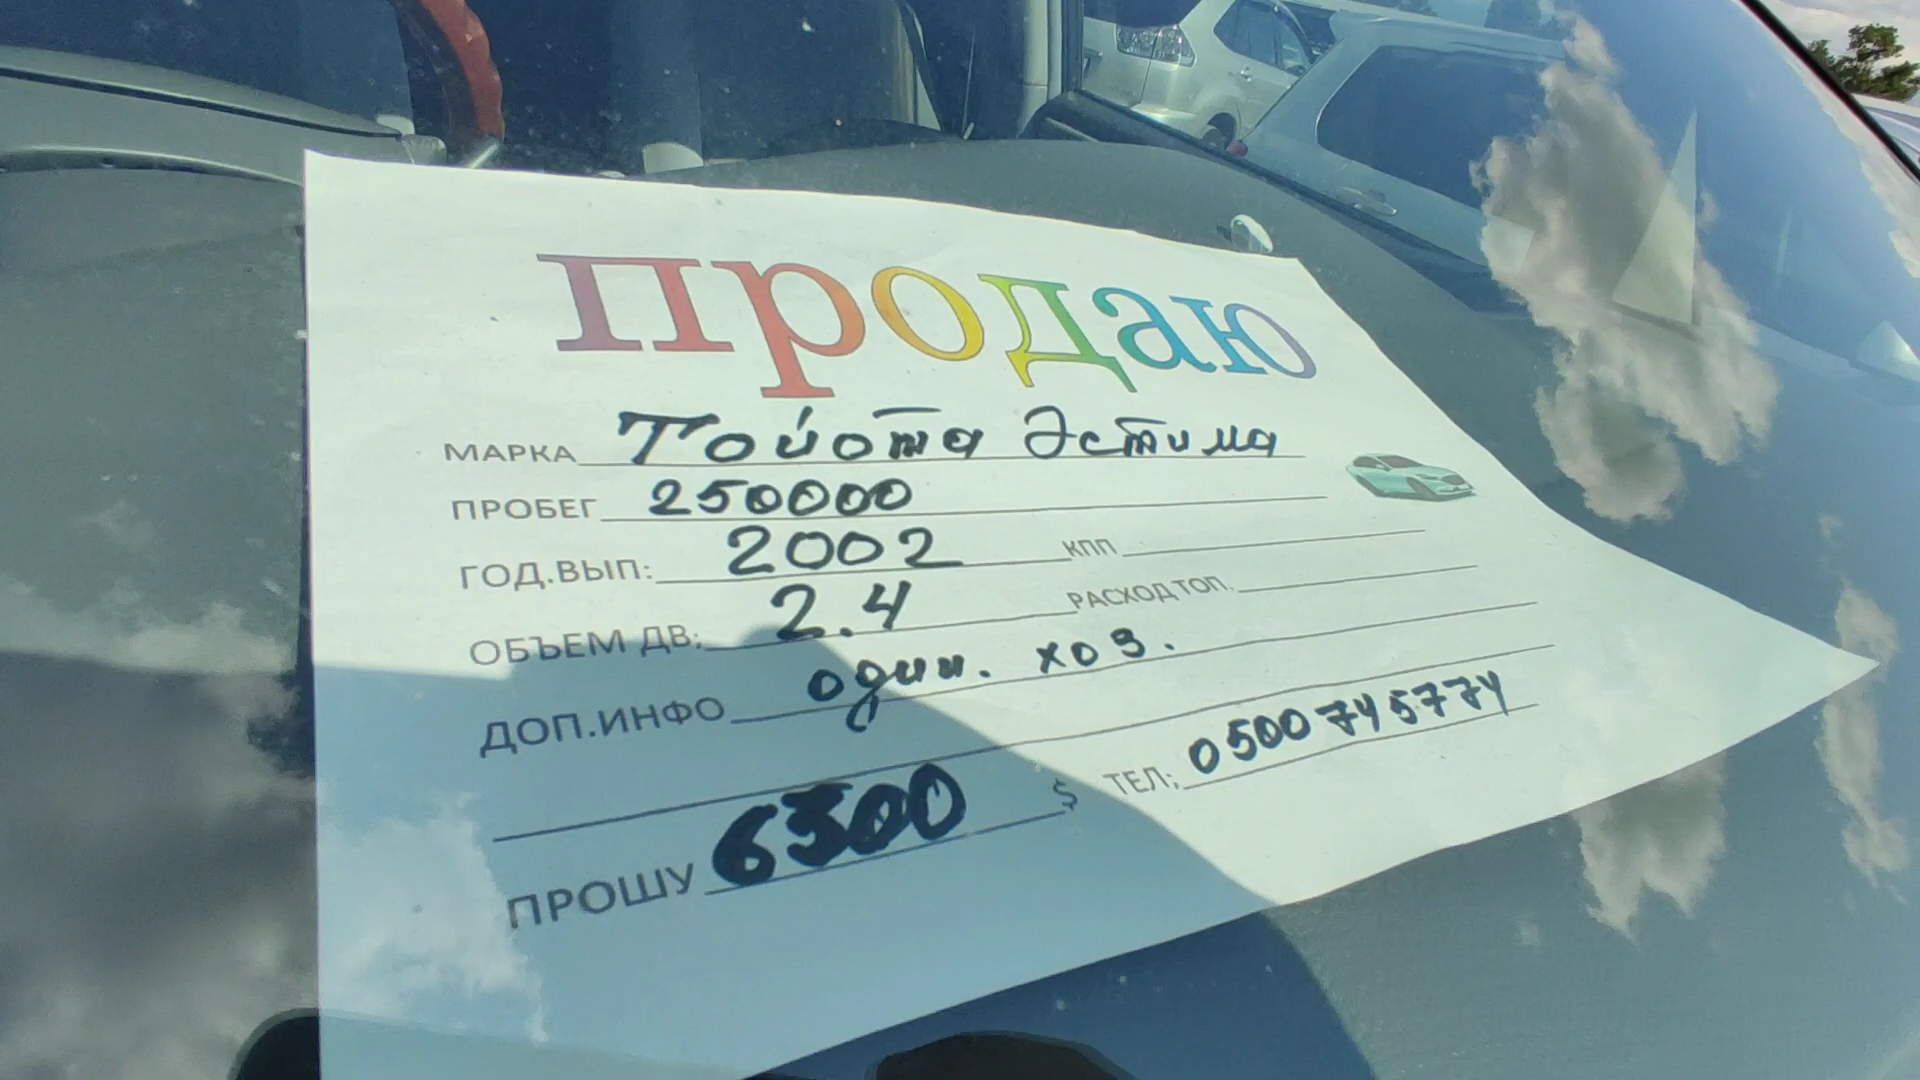 продаю
МАРКА Тойота Эстима
ПРОБЕГ 250000
ГОД.ВЫП: 2002 КПП
ОБЪЕМ ДВ; 2.4 РАСХОД ТОП.
ДОП.ИНФО один. хоз.
ПРОШУ 6300 $ ТЕЛ; 0500 745774